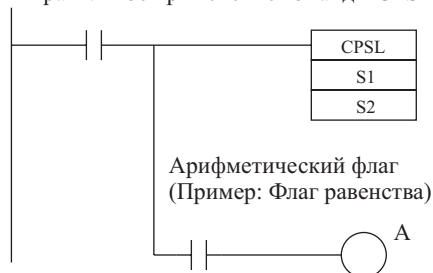 CPSL
S1
S2
Арифметический флаг
(Пример: Флаг равенства)
A